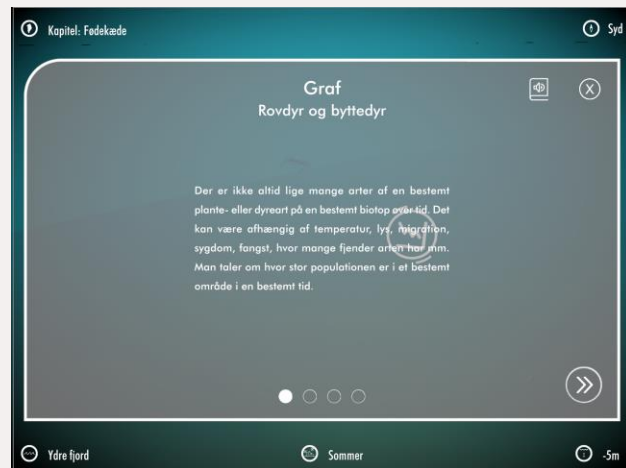 Kapitel: Fødekæde
Syd
Graf
Rovdyr og byttedyr
Der er ikke altid lige mange arter af en bestemt
plante- eller dyreart på en bestemt biotop over tid. Det
kan være afhængig af temperatur, lys, migration,
sygdom, fangst, hvor mange fjender arten har mm.
Man taler om hvor stor populationen er i et bestemt
område i en bestemt tid.
Ydre fjord
Sommer
-5m